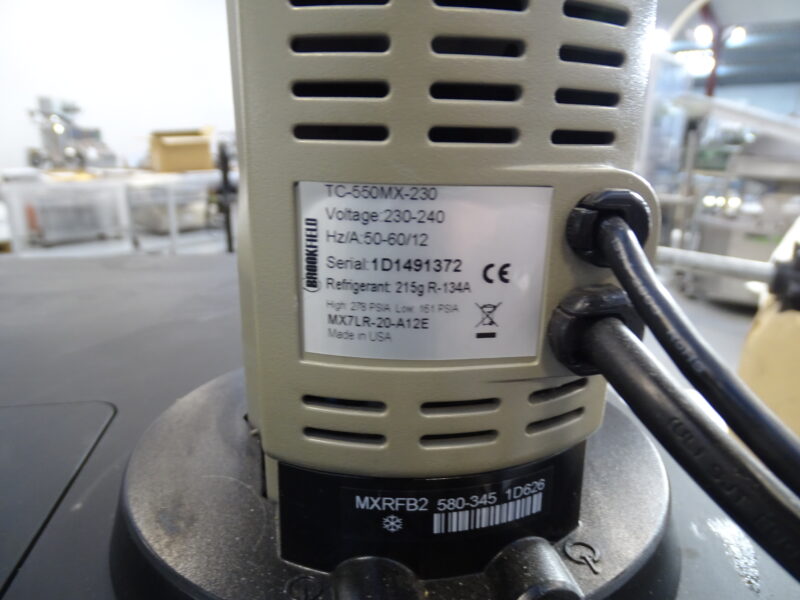 TC-550MX-230
Voltage:230-240
Hz/A:50-60/12
Serial:1D1491372
Refrigerant: 215g R-134A
High: 278 PSIA Low: 161 PSIA
MX7LR-20-A12E
Made in USA
BROOKFIELD
CE
MXRFB2 580-345 1D626